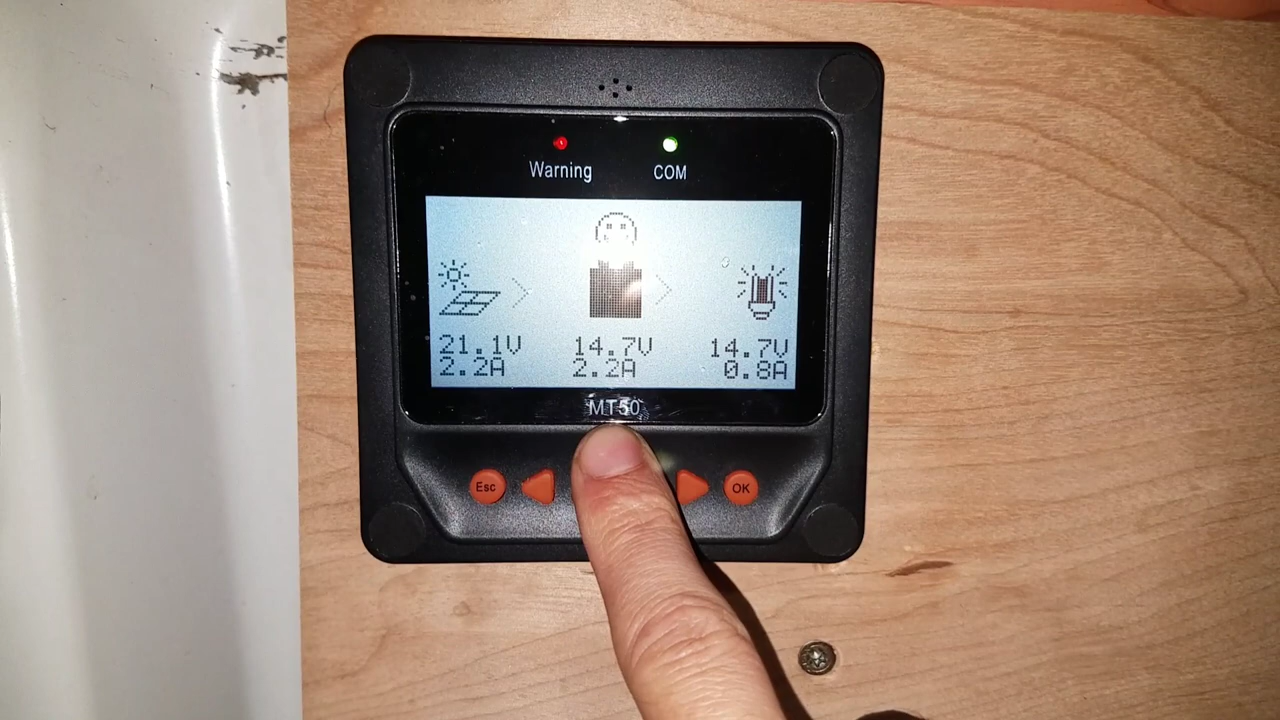 Warning COM
21.1V 14.7V 14.7V
2.2A 2.2A 0.8A
MT50
Esc OK